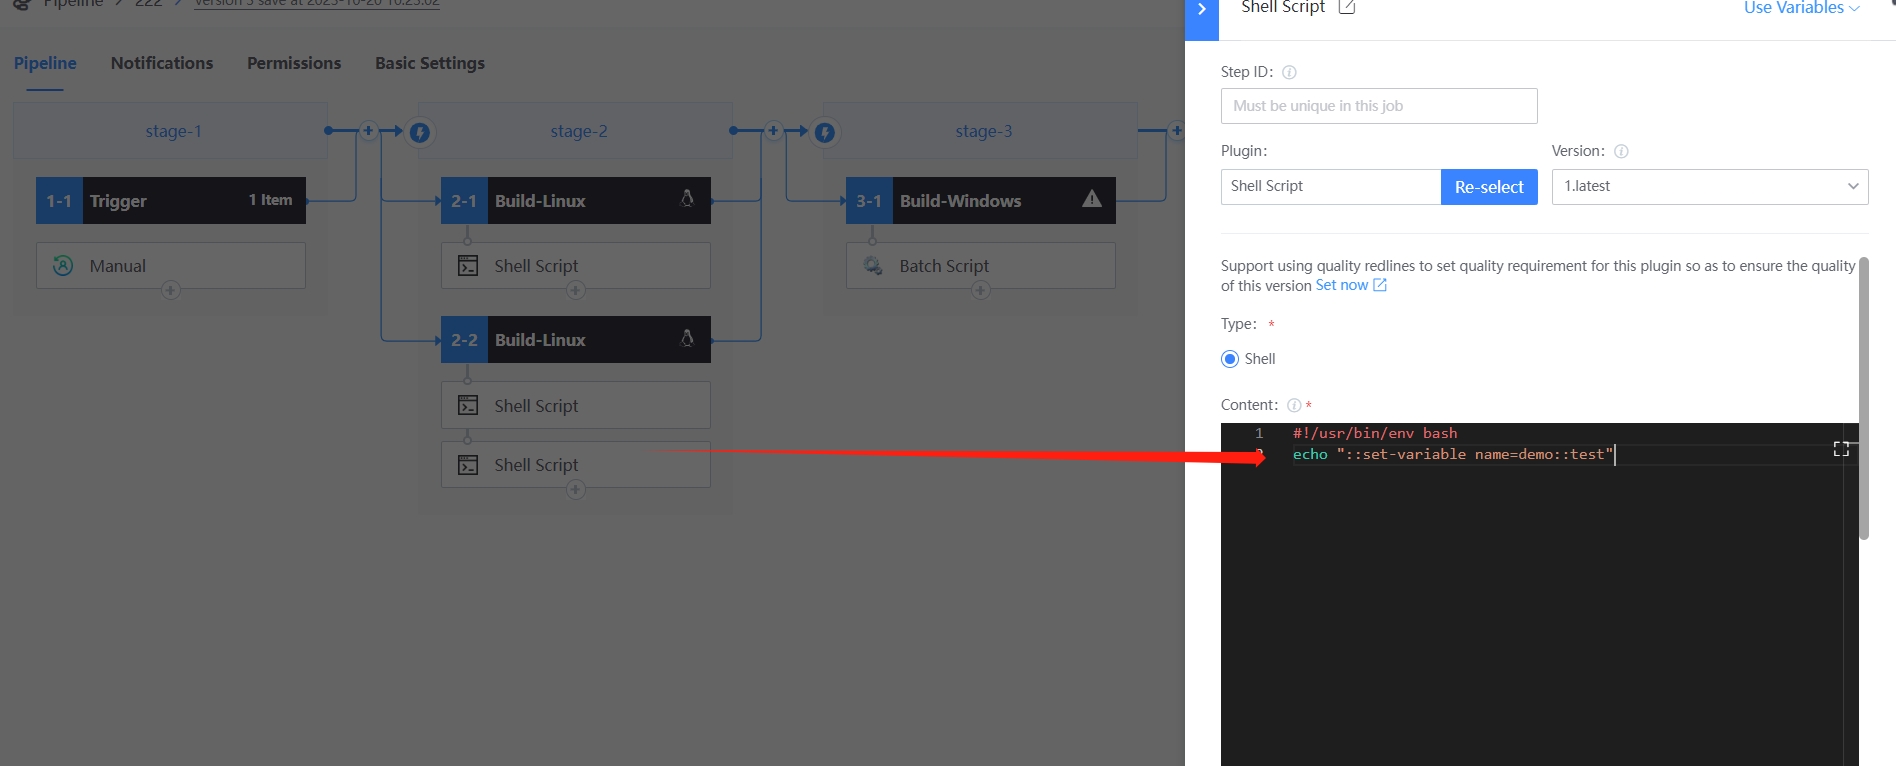 Pipeline > 222 > version 5 save at 2023-10-20 16:25:02
Pipeline Notifications Permissions Basic Settings
stage-1
1-1 Trigger 1 Item
Manual
stage-2
2-1 Build-Linux
Shell Script
2-2 Build-Linux
Shell Script
Shell Script
stage-3
3-1 Build-Windows
Batch Script
Shell Script
Use Variables
Step ID:
Must be unique in this job
Plugin:
Shell Script Re-select
Version:
1.latest
Support using quality redlines to set quality requirement for this plugin so as to ensure the quality
of this version Set now
Type: *
Shell
Content: *
1 #!/usr/bin/env bash
echo "::set-variable name=demo::test"